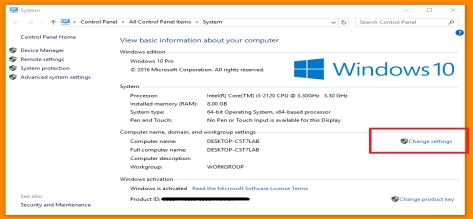 System
Control Panel > All Control Panel Items > System
Search Control Panel
Control Panel Home
Device Manager
Remote settings
System protection
Advanced system settings
View basic information about your computer
Windows edition
Windows 10 Pro
© 2016 Microsoft Corporation. All rights reserved.
Windows 10
System
Processor: Intel(R) Core(TM) i3-2120 CPU @ 3.30GHz 3.30 GHz
Installed memory (RAM): 8.00 GB
System type: 64-bit Operating System, x64-based processor
Pen and Touch: No Pen or Touch Input is available for this Display
Computer name, domain, and workgroup settings
Computer name: DESKTOP-C5T7LAB
Change settings
Full computer name: DESKTOP-C5T7LAB
Computer description:
Workgroup: WORKGROUP
Windows activation
Windows is activated Read the Microsoft Software License Terms
Product ID:
Change product key
See also
Security and Maintenance